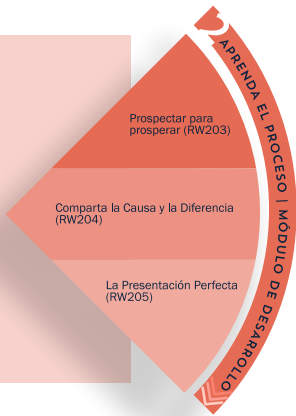 2
APRENDA EL PROCESO | MÓDULO DE DESARROLLO
Prospectar para
prosperar (RW203)
Comparta la Causa y la Diferencia
(RW204)
La Presentación Perfecta
(RW205)